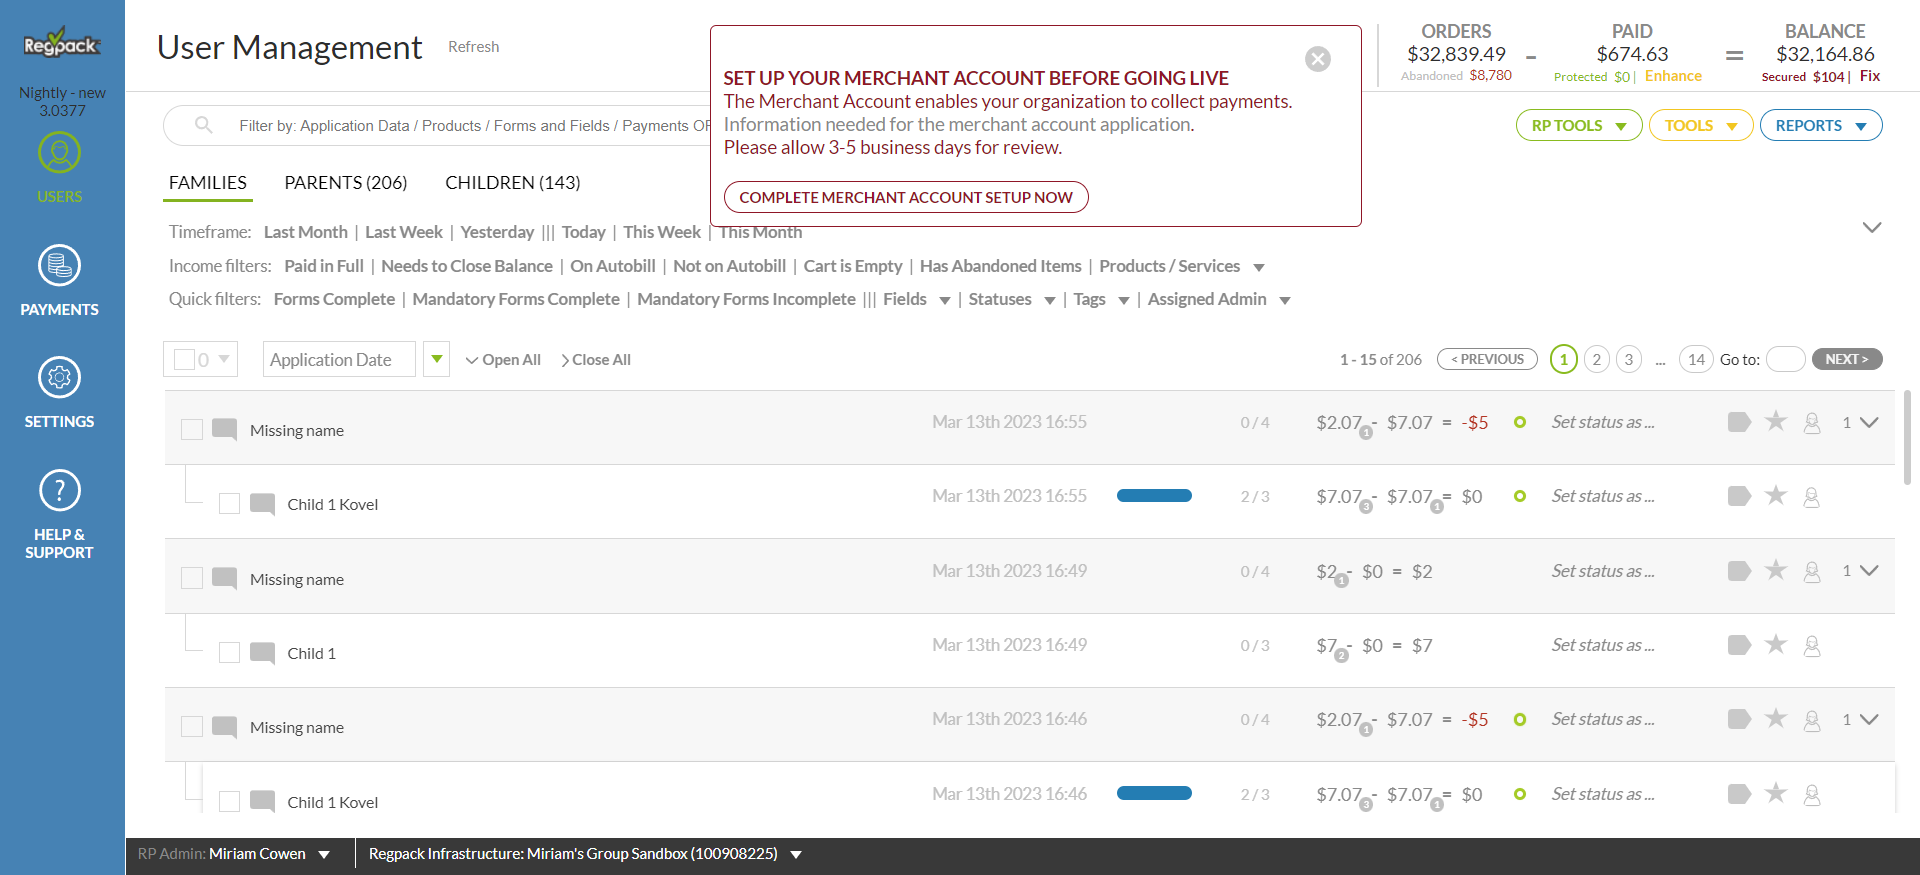 Regpack
Nightly - new
3.0377
USERS
PAYMENTS
SETTINGS
?
HELP &
SUPPORT
User Management
Refresh
SET UP YOUR MERCHANT ACCOUNT BEFORE GOING LIVE
The Merchant Account enables your organization to collect payments.
Information needed for the merchant account application.
Please allow 3-5 business days for review.
COMPLETE MERCHANT ACCOUNT SETUP NOW
ORDERS PAID BALANCE
$32,839.49 - $674.63 = $32,164.86
Abandoned $8,780 Protected $0 | Enhance Secured $104 | Fix
Filter by: Application Data / Products / Forms and Fields / Payments OF
RP TOOLS TOOLS REPORTS
FAMILIES PARENTS (206) CHILDREN (143)
Timeframe: Last Month | Last Week | Yesterday ||| Today | This Week | This Month
Income filters: Paid in Full | Needs to Close Balance | On Autobill | Not on Autobill | Cart is Empty | Has Abandoned Items | Products / Services
Quick filters: Forms Complete | Mandatory Forms Complete | Mandatory Forms Incomplete ||| Fields | Statuses | Tags | Assigned Admin
0 Application Date Open All Close All 1 - 15 of 206 < PREVIOUS 1 2 3 ... 14 Go to: NEXT >
Missing name Mar 13th 2023 16:55 0 / 4 $2.07 1 - $7.07 = -$5 Set status as ... 1
Child 1 Kovel Mar 13th 2023 16:55 2 / 3 $7.07 3 - $7.07 1 = $0 Set status as ...
Missing name Mar 13th 2023 16:49 0 / 4 $2 1 - $0 = $2 Set status as ... 1
Child 1 Mar 13th 2023 16:49 0 / 3 $7 2 - $0 = $7 Set status as ...
Missing name Mar 13th 2023 16:46 0 / 4 $2.07 1 - $7.07 = -$5 Set status as ... 1
Child 1 Kovel Mar 13th 2023 16:46 2 / 3 $7.07 3 - $7.07 1 = $0 Set status as ...
RP Admin: Miriam Cowen Regpack Infrastructure: Miriam's Group Sandbox (100908225)